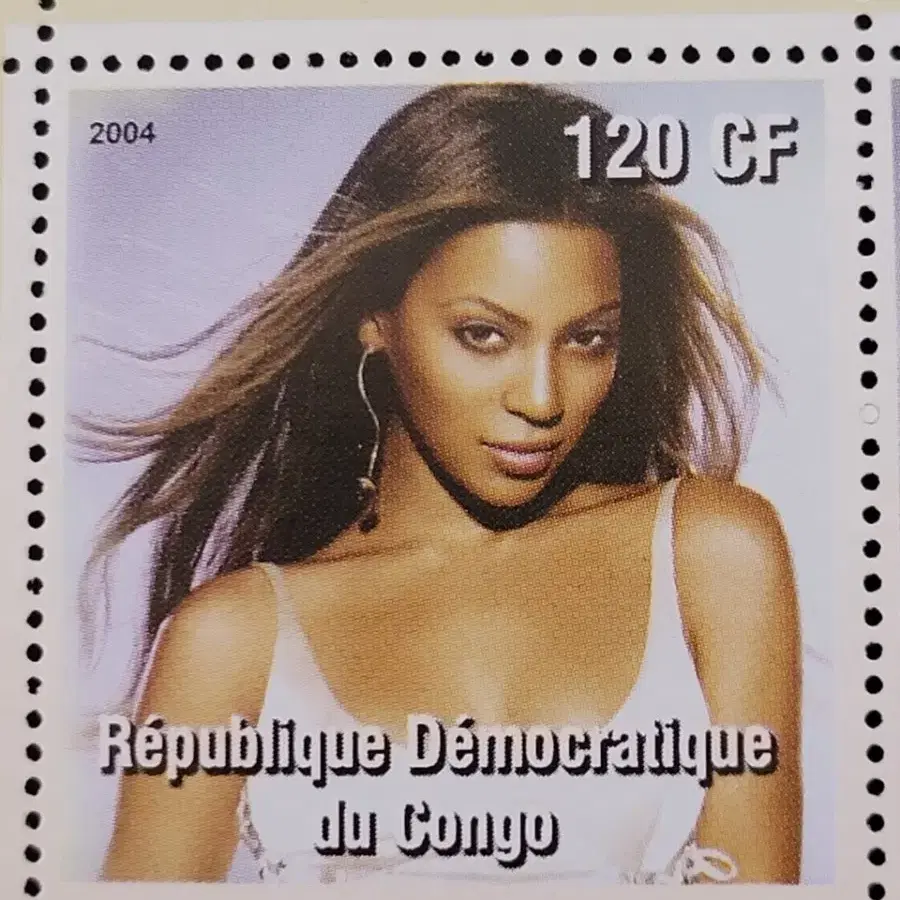 2004
120 CF
République Démocratique
du Congo